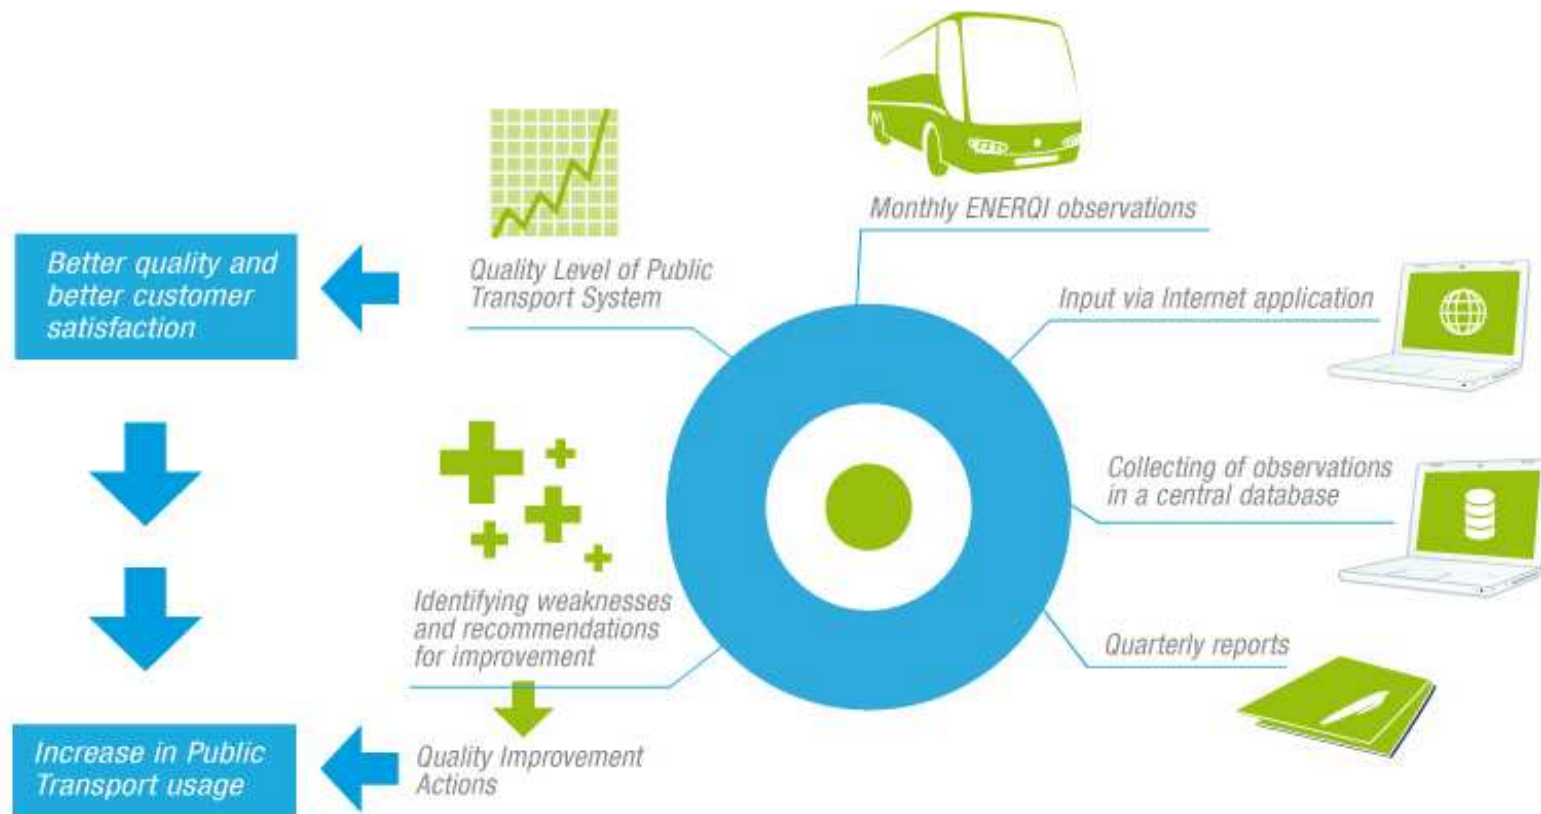 Monthly ENERQI observations
Quality Level of Public
Transport System
Better quality and
better customer
satisfaction
Input via Internet application
Collecting of observations
in a central database
Identifying weaknesses
and recommendations
for improvement
Quarterly reports
Quality Improvement
Actions
Increase in Public
Transport usage